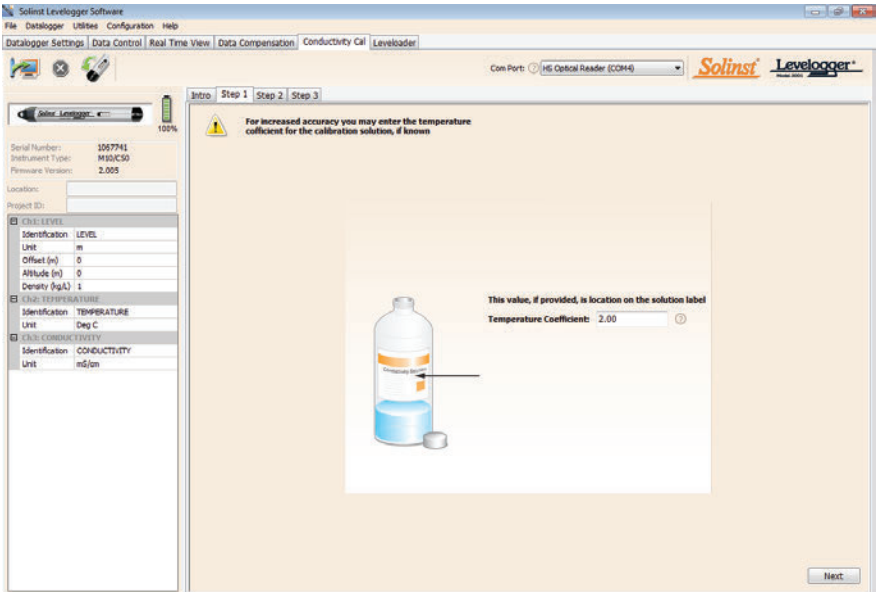 Solinst Levelogger Software
File Datalogger Utilities Configuration Help
Datalogger Settings Data Control Real Time View Data Compensation Conductivity Cal Leveloader
Com Port: ? HS Optical Reader (COM4)
Solinst Levelogger
Intro Step 1 Step 2 Step 3
Solinst Levelogger
100%
For increased accuracy you may enter the temperature
cofficient for the calibration solution, if known
Serial Number: 1067741
Instrument Type: M10/C50
Firmware Version: 2.005
Location:
Project ID:
Ch1: LEVEL
Identification LEVEL
Unit m
Offset (m) 0
Altitude (m) 0
Density (kg/L) 1
Ch2: TEMPERATURE
Identification TEMPERATURE
Unit Deg C
Ch3: CONDUCTIVITY
Identification CONDUCTIVITY
Unit mS/cm
This value, if provided, is location on the solution label
Temperature Coefficient: 2.00 ?
Next